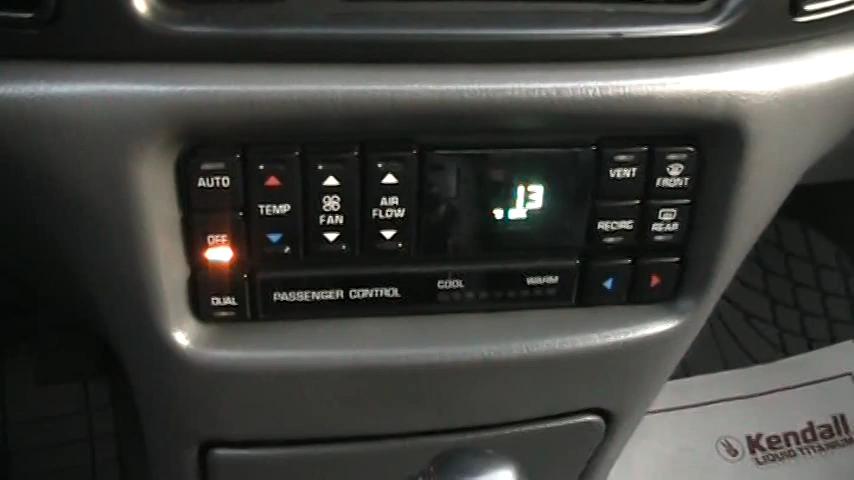 AUTO
TEMP
FAN
AIR
FLOW
13
VENT
FRONT
OFF
RECIRC
REAR
DUAL
PASSENGER CONTROL
COOL
WARM
Kendall
LIQUID TITANIUM